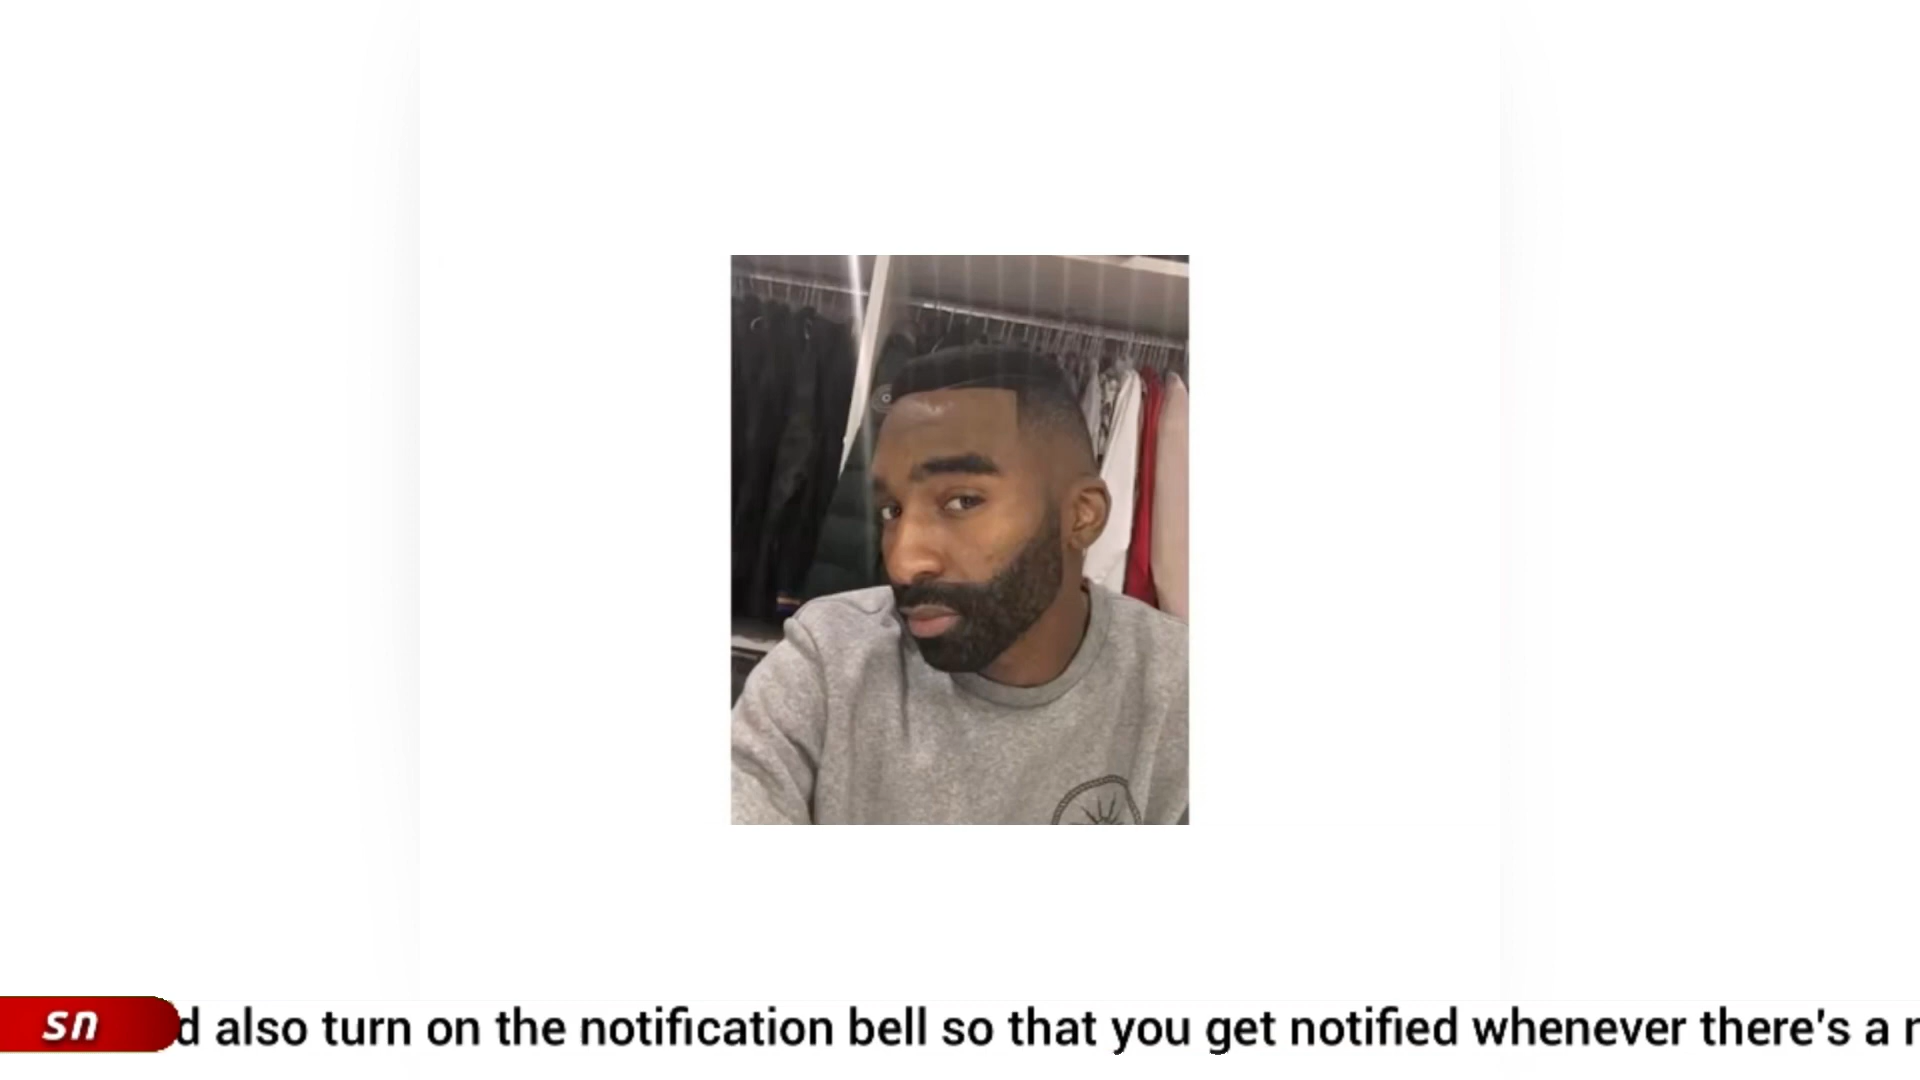 sn
also turn on the notification bell so that you get notified whenever there's a